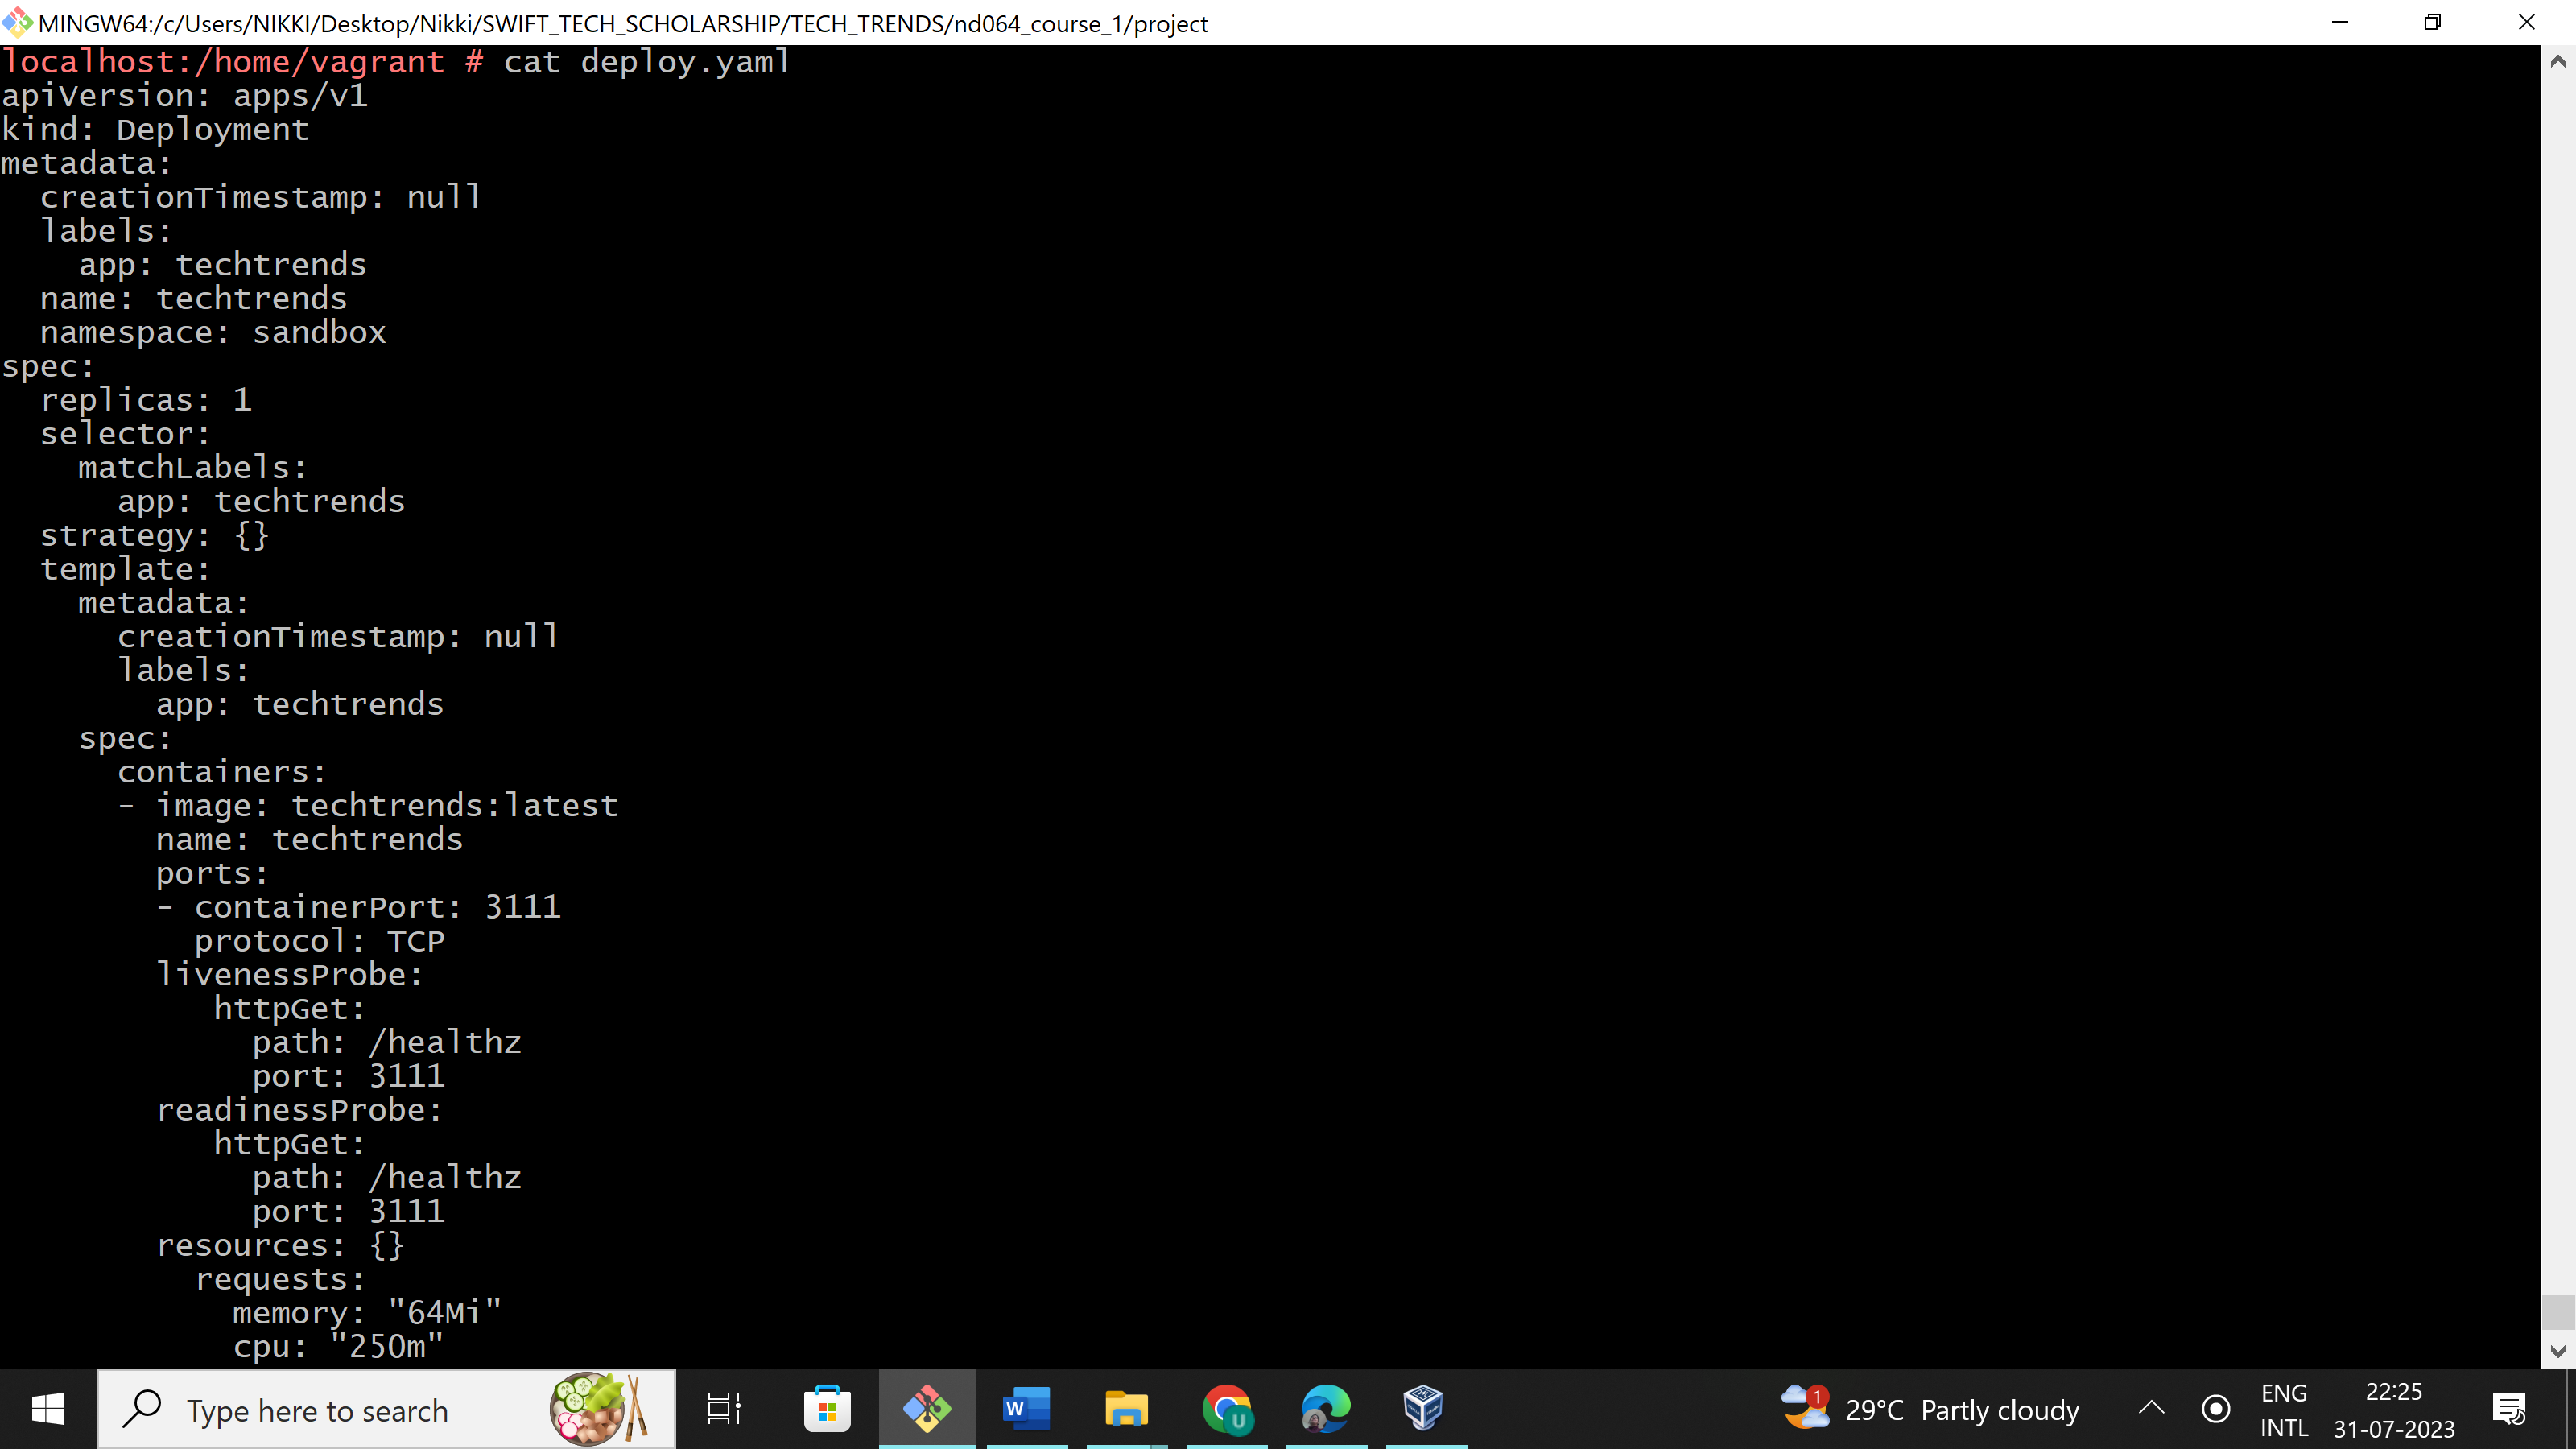 MINGW64:/c/Users/NIKKI/Desktop/Nikki/SWIFT_TECH_SCHOLARSHIP/TECH_TRENDS/nd064_course_1/project
localhost:/home/vagrant # cat deploy.yaml
apiVersion: apps/v1
kind: Deployment
metadata:
  creationTimestamp: null
  labels:
    app: techtrends
  name: techtrends
  namespace: sandbox
spec:
  replicas: 1
  selector:
    matchLabels:
      app: techtrends
  strategy: {}
  template:
    metadata:
      creationTimestamp: null
      labels:
        app: techtrends
    spec:
      containers:
      - image: techtrends:latest
        name: techtrends
        ports:
        - containerPort: 3111
          protocol: TCP
        livenessProbe:
           httpGet:
             path: /healthz
             port: 3111
        readinessProbe:
           httpGet:
             path: /healthz
             port: 3111
        resources: {}
          requests:
            memory: "64Mi"
            cpu: "250m"
Type here to search
W
U
1
29°C Partly cloudy
ENG
INTL
22:25
31-07-2023